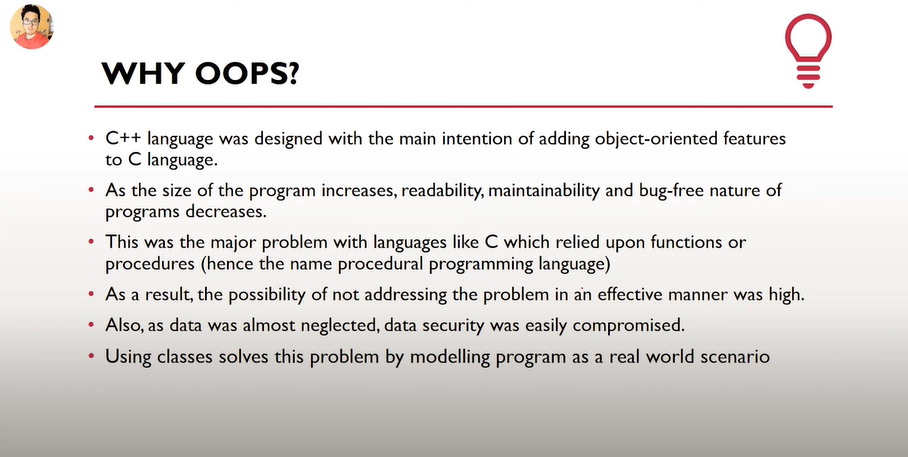 WHY OOPS?
• C++ language was designed with the main intention of adding object-oriented features
to C language.
• As the size of the program increases, readability, maintainability and bug-free nature of
programs decreases.
• This was the major problem with languages like C which relied upon functions or
procedures (hence the name procedural programming language)
• As a result, the possibility of not addressing the problem in an effective manner was high.
• Also, as data was almost neglected, data security was easily compromised.
• Using classes solves this problem by modelling program as a real world scenario